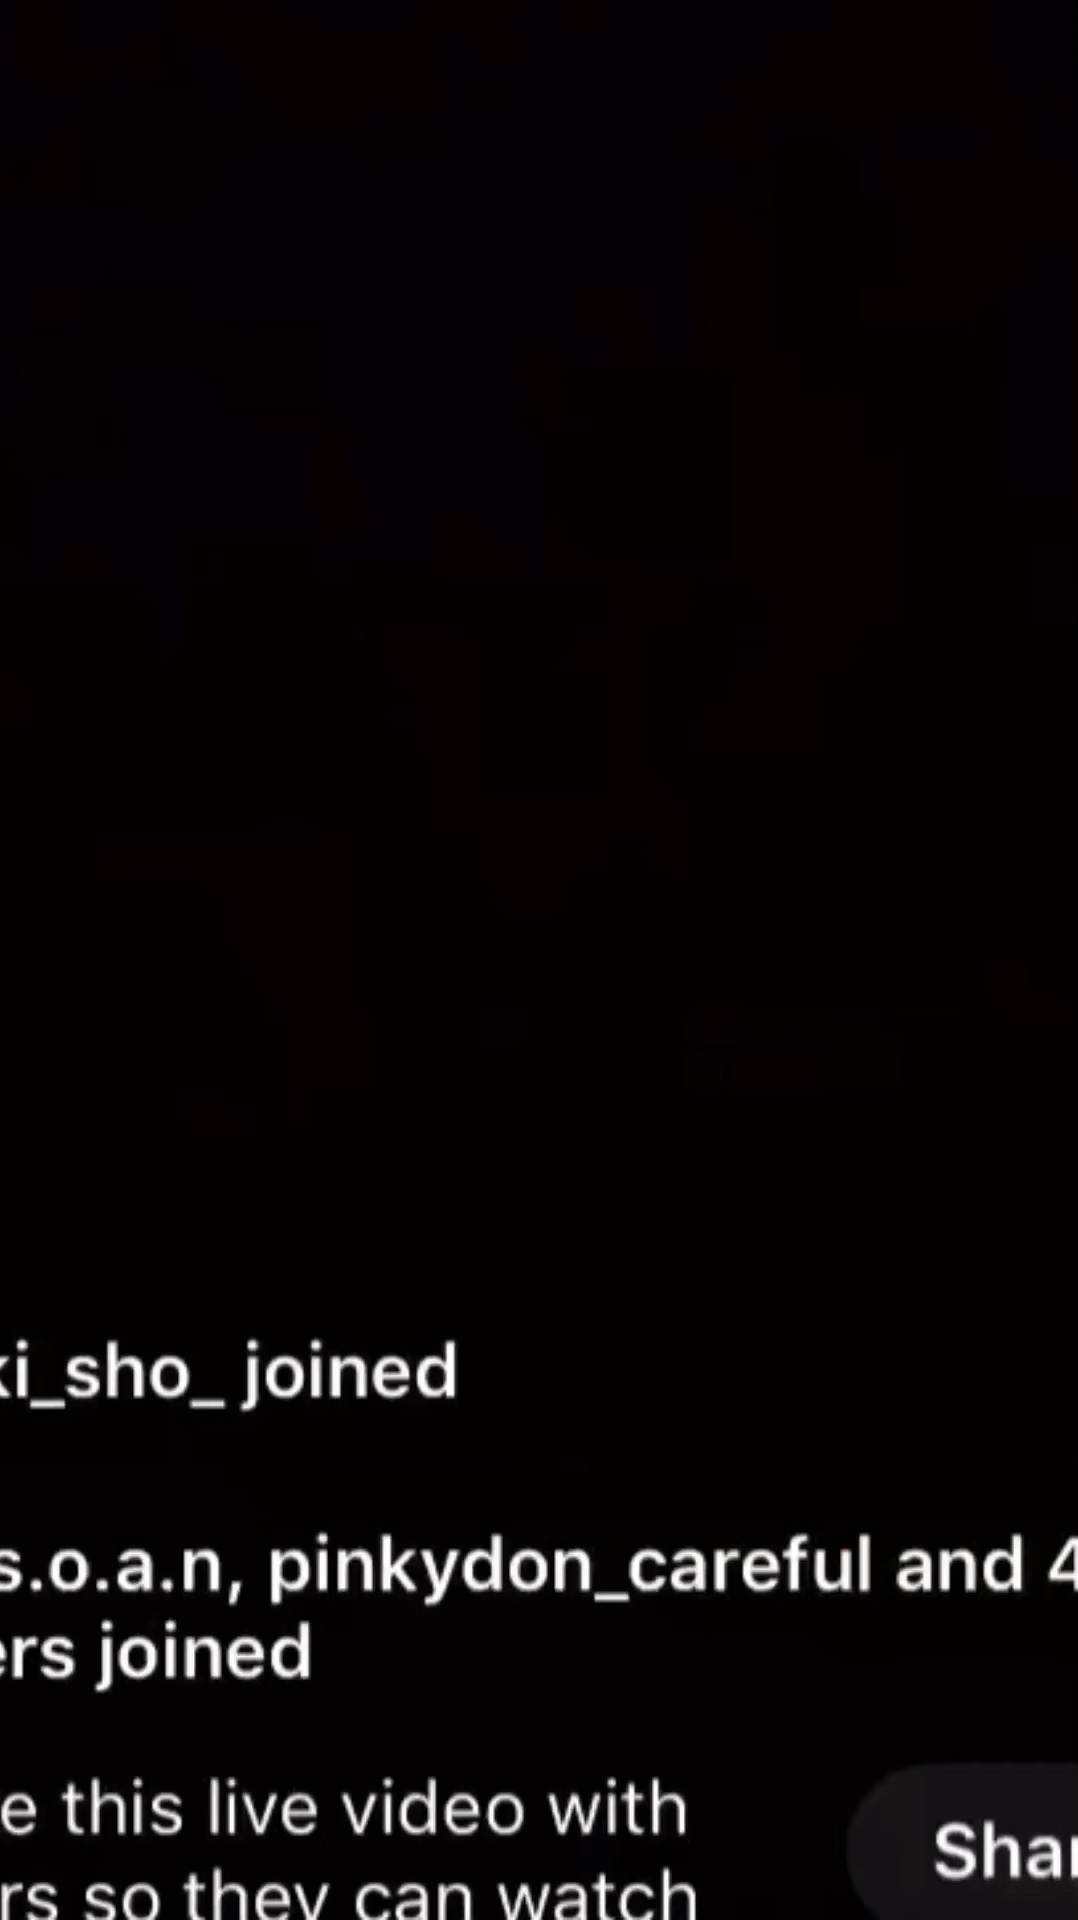 ki_sho_ joined
s.o.a.n, pinkydon_careful and 4
ers joined
e this live video with
Shar
rs so they can watch